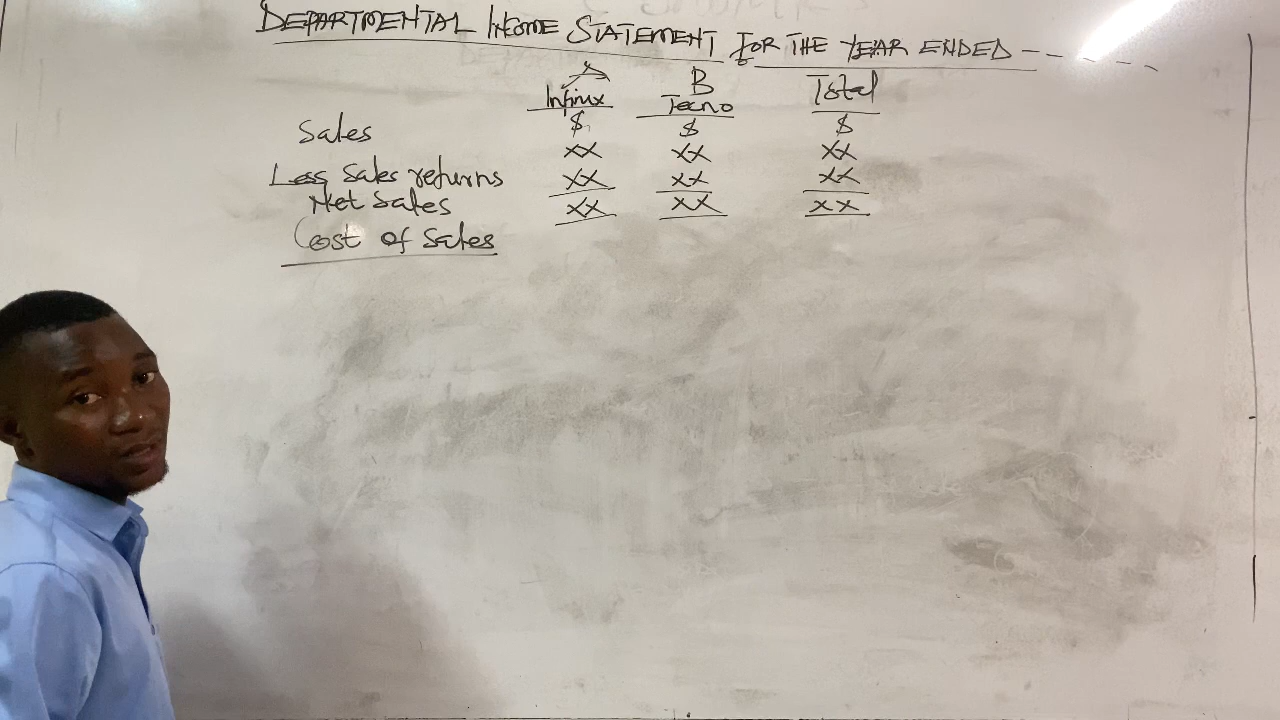 DEPARTMENTAL INCOME STATEMENT FOR THE YEAR ENDED -----
A B Total
Infinix Tecno
$ $ $
Sales XX XX XX
Less Sales returns XX XX XX
Net Sales XX XX XX
Cost of Sales